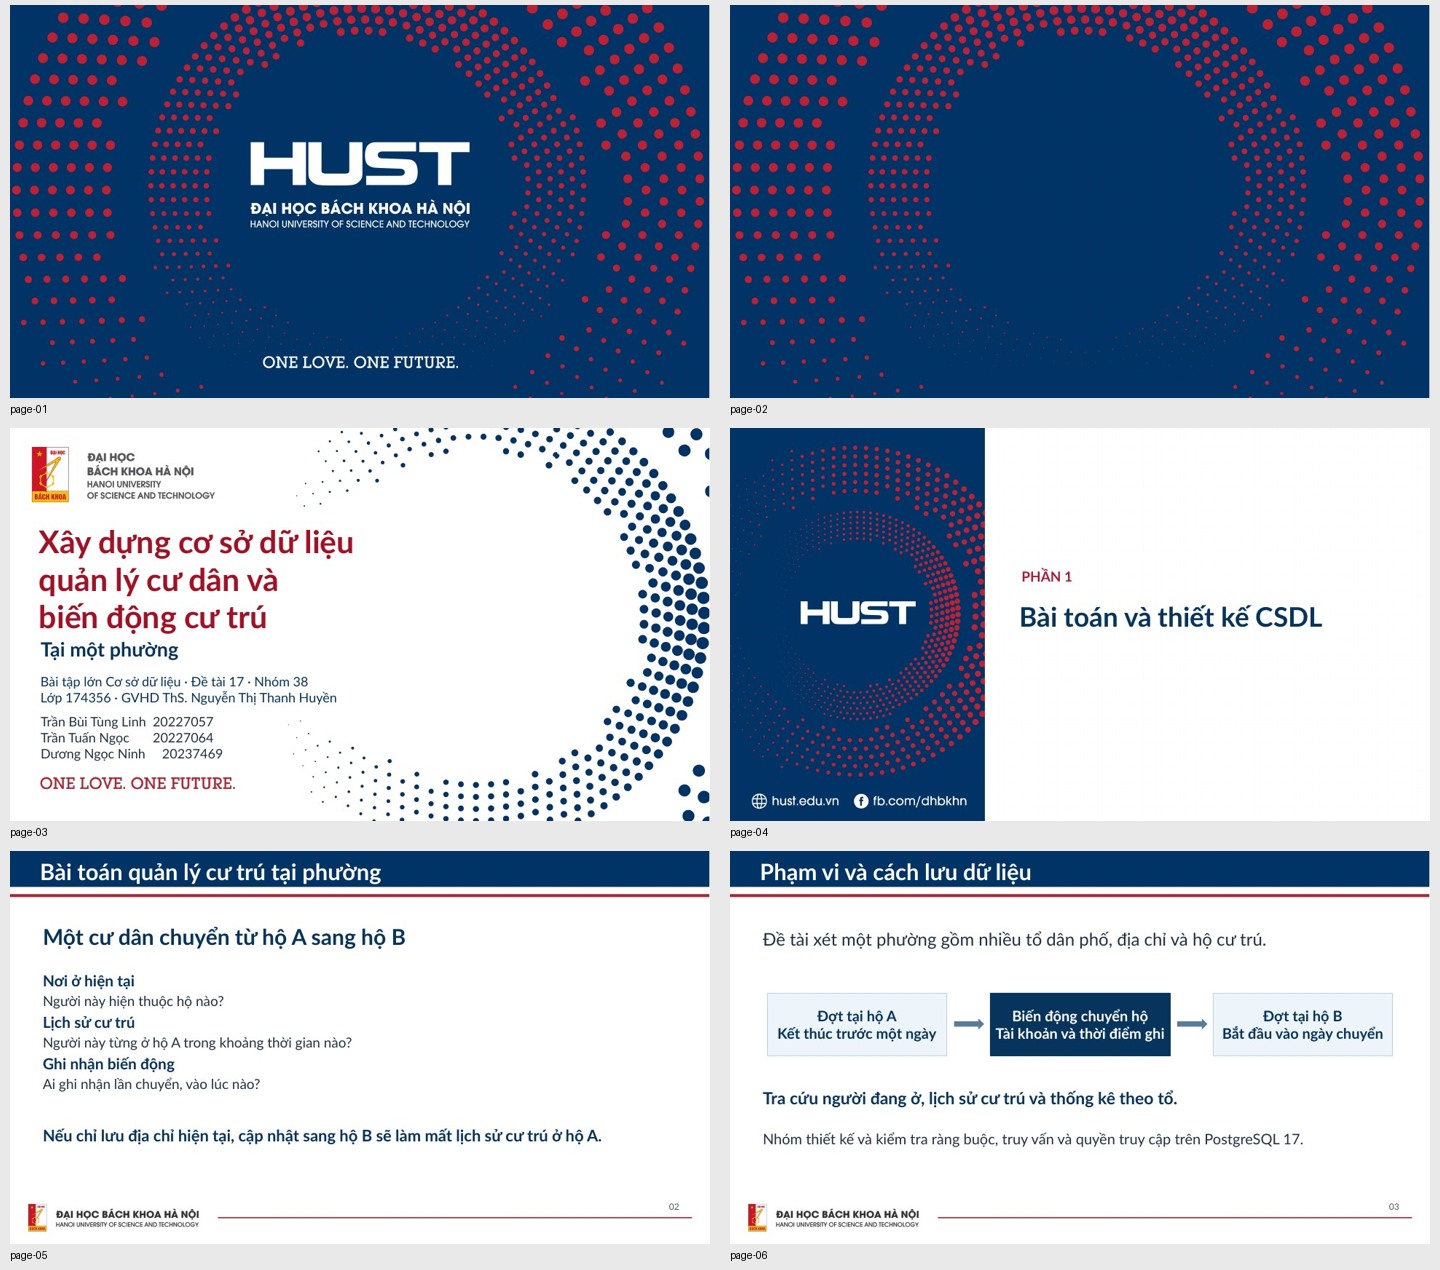 HUST
ĐẠI HỌC BÁCH KHOA HÀ NỘI
HANOI UNIVERSITY OF SCIENCE AND TECHNOLOGY
ONE LOVE. ONE FUTURE.
page-01
page-02
ĐẠI HỌC
BÁCH KHOA
ĐẠI HỌC
BÁCH KHOA HÀ NỘI
HANOI UNIVERSITY
OF SCIENCE AND TECHNOLOGY
Xây dựng cơ sở dữ liệu
quản lý cư dân và
biến động cư trú
Tại một phường
Bài tập lớn Cơ sở dữ liệu · Đề tài 17 · Nhóm 38
Lớp 174356 · GVHD ThS. Nguyễn Thị Thanh Huyền
Trần Bùi Tùng Linh 20227057
Trần Tuấn Ngọc 20227064
Dương Ngọc Ninh 20237469
ONE LOVE. ONE FUTURE.
page-03
HUST
hust.edu.vn fb.com/dhbkhn
PHẦN 1
Bài toán và thiết kế CSDL
page-04
Bài toán quản lý cư trú tại phường
Một cư dân chuyển từ hộ A sang hộ B
Nơi ở hiện tại
Người này hiện thuộc hộ nào?
Lịch sử cư trú
Người này từng ở hộ A trong khoảng thời gian nào?
Ghi nhận biến động
Ai ghi nhận lần chuyển, vào lúc nào?
Nếu chỉ lưu địa chỉ hiện tại, cập nhật sang hộ B sẽ làm mất lịch sử cư trú ở hộ A.
ĐẠI HỌC BÁCH KHOA HÀ NỘI
HANOI UNIVERSITY OF SCIENCE AND TECHNOLOGY
02
page-05
Phạm vi và cách lưu dữ liệu
Đề tài xét một phường gồm nhiều tổ dân phố, địa chỉ và hộ cư trú.
Đợt tại hộ A
Kết thúc trước một ngày
Biến động chuyển hộ
Tài khoản và thời điểm ghi
Đợt tại hộ B
Bắt đầu vào ngày chuyển
Tra cứu người đang ở, lịch sử cư trú và thống kê theo tổ.
Nhóm thiết kế và kiểm tra ràng buộc, truy vấn và quyền truy cập trên PostgreSQL 17.
ĐẠI HỌC BÁCH KHOA HÀ NỘI
HANOI UNIVERSITY OF SCIENCE AND TECHNOLOGY
03
page-06